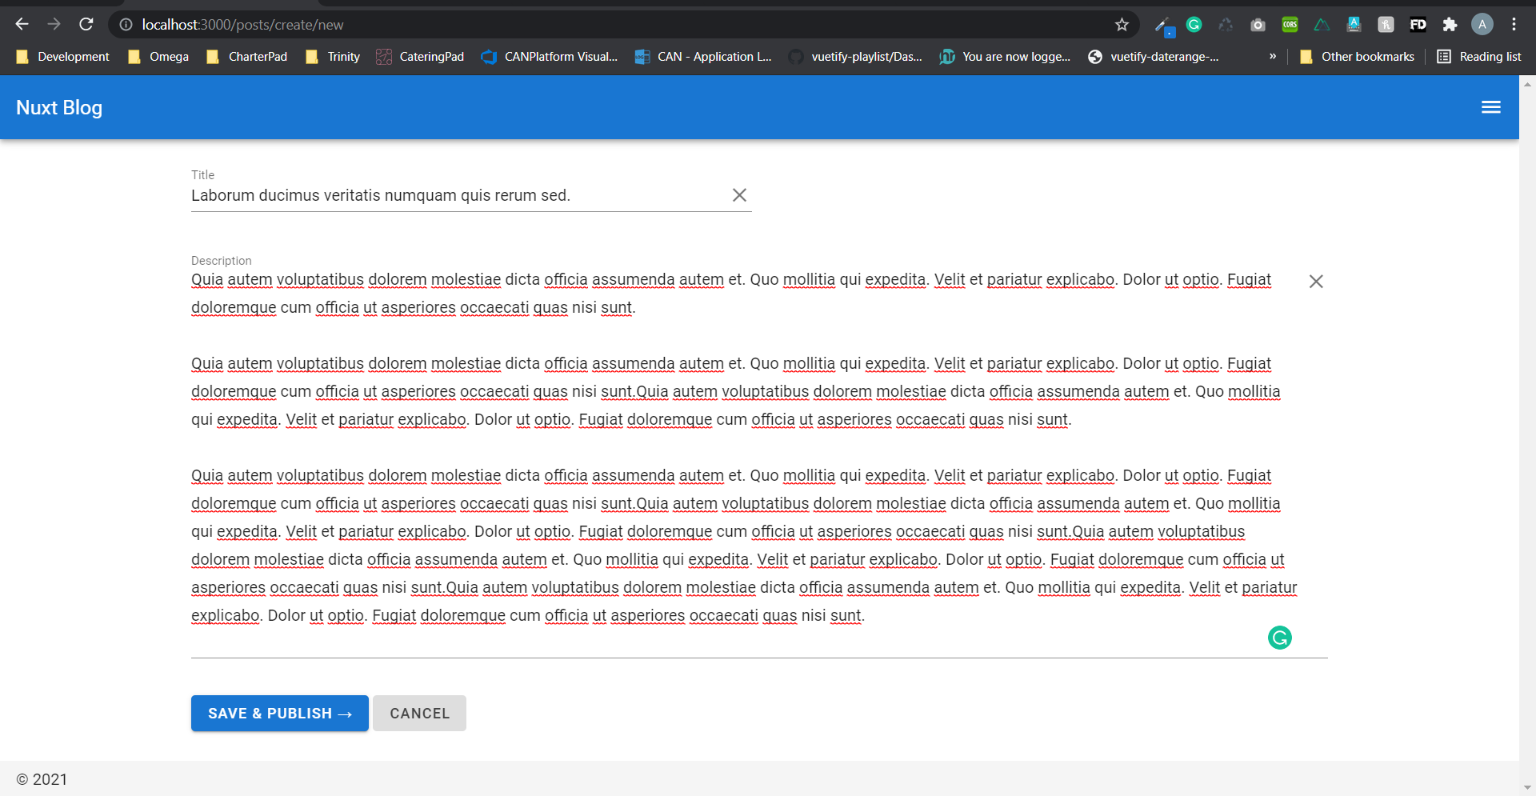 localhost:3000/posts/create/new
Development Omega CharterPad Trinity CateringPad CANPlatform Visual... CAN - Application L... vuetify-playlist/Das... You are now logge... vuetify-daterange-... » Other bookmarks Reading list
Nuxt Blog
Title
Laborum ducimus veritatis numquam quis rerum sed.
Description
Quia autem voluptatibus dolorem molestiae dicta officia assumenda autem et. Quo mollitia qui expedita. Velit et pariatur explicabo. Dolor ut optio. Fugiat
doloremque cum officia ut asperiores occaecati quas nisi sunt.
Quia autem voluptatibus dolorem molestiae dicta officia assumenda autem et. Quo mollitia qui expedita. Velit et pariatur explicabo. Dolor ut optio. Fugiat
doloremque cum officia ut asperiores occaecati quas nisi sunt.Quia autem voluptatibus dolorem molestiae dicta officia assumenda autem et. Quo mollitia
qui expedita. Velit et pariatur explicabo. Dolor ut optio. Fugiat doloremque cum officia ut asperiores occaecati quas nisi sunt.
Quia autem voluptatibus dolorem molestiae dicta officia assumenda autem et. Quo mollitia qui expedita. Velit et pariatur explicabo. Dolor ut optio. Fugiat
doloremque cum officia ut asperiores occaecati quas nisi sunt.Quia autem voluptatibus dolorem molestiae dicta officia assumenda autem et. Quo mollitia
qui expedita. Velit et pariatur explicabo. Dolor ut optio. Fugiat doloremque cum officia ut asperiores occaecati quas nisi sunt.Quia autem voluptatibus
dolorem molestiae dicta officia assumenda autem et. Quo mollitia qui expedita. Velit et pariatur explicabo. Dolor ut optio. Fugiat doloremque cum officia ut
asperiores occaecati quas nisi sunt.Quia autem voluptatibus dolorem molestiae dicta officia assumenda autem et. Quo mollitia qui expedita. Velit et pariatur
explicabo. Dolor ut optio. Fugiat doloremque cum officia ut asperiores occaecati quas nisi sunt.
SAVE & PUBLISH → CANCEL
© 2021